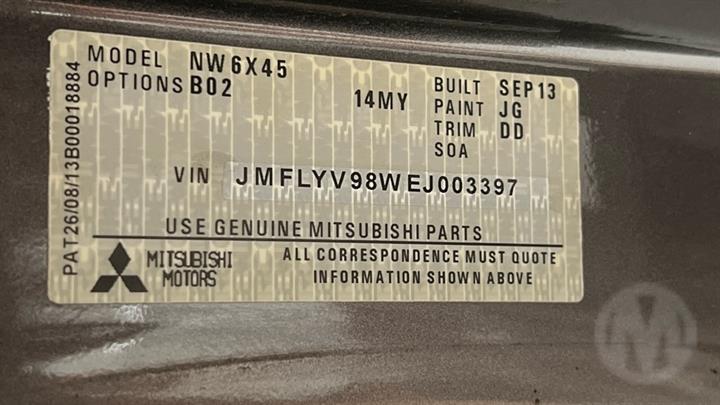 MODEL NW6X45
OPTIONS B02
14MY
BUILT SEP13
PAINT JG
TRIM DD
SOA
VIN JMFLYV98WEJ003397
USE GENUINE MITSUBISHI PARTS
MITSUBISHI
MOTORS
ALL CORRESPONDENCE MUST QUOTE
INFORMATION SHOWN ABOVE
PAT26/08/13B00018884
M